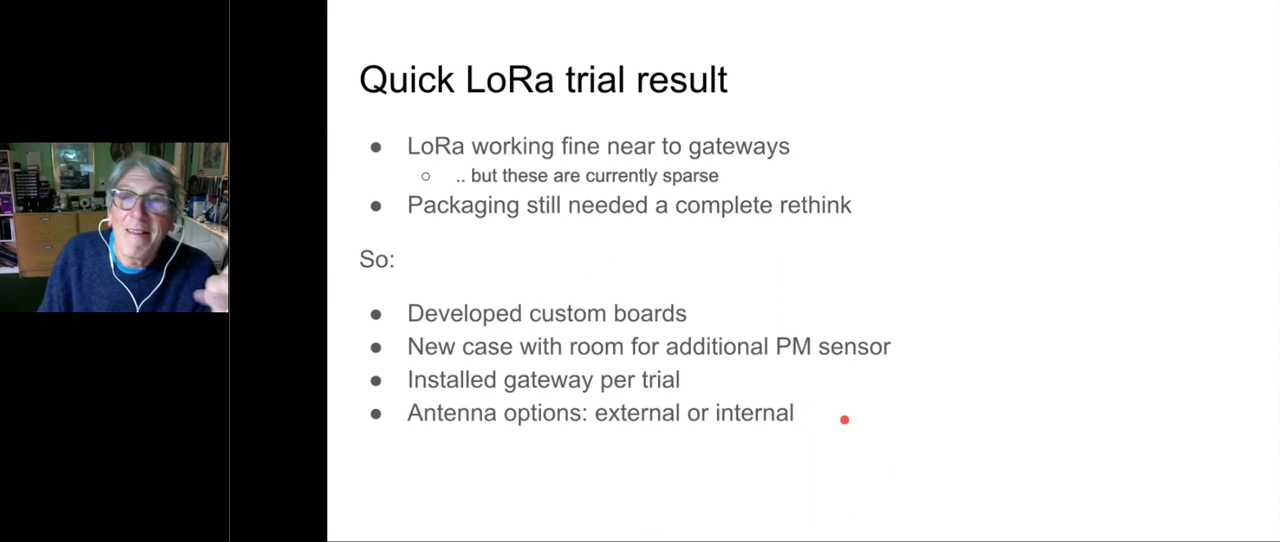 Quick LoRa trial result
● LoRa working fine near to gateways
○ .. but these are currently sparse
● Packaging still needed a complete rethink
So:
● Developed custom boards
● New case with room for additional PM sensor
● Installed gateway per trial
● Antenna options: external or internal